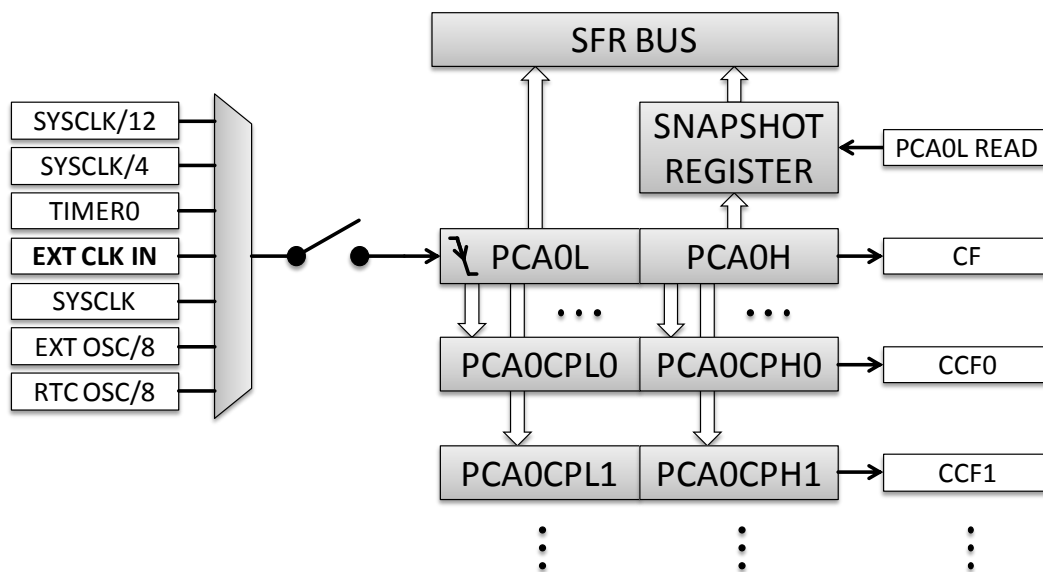 SFR BUS
SYSCLK/12
SYSCLK/4
TIMER0
EXT CLK IN
SYSCLK
EXT OSC/8
RTC OSC/8
SNAPSHOT
REGISTER
PCA0L READ
PCA0L
PCA0H
CF
PCA0CPL0
PCA0CPH0
CCF0
PCA0CPL1
PCA0CPH1
CCF1